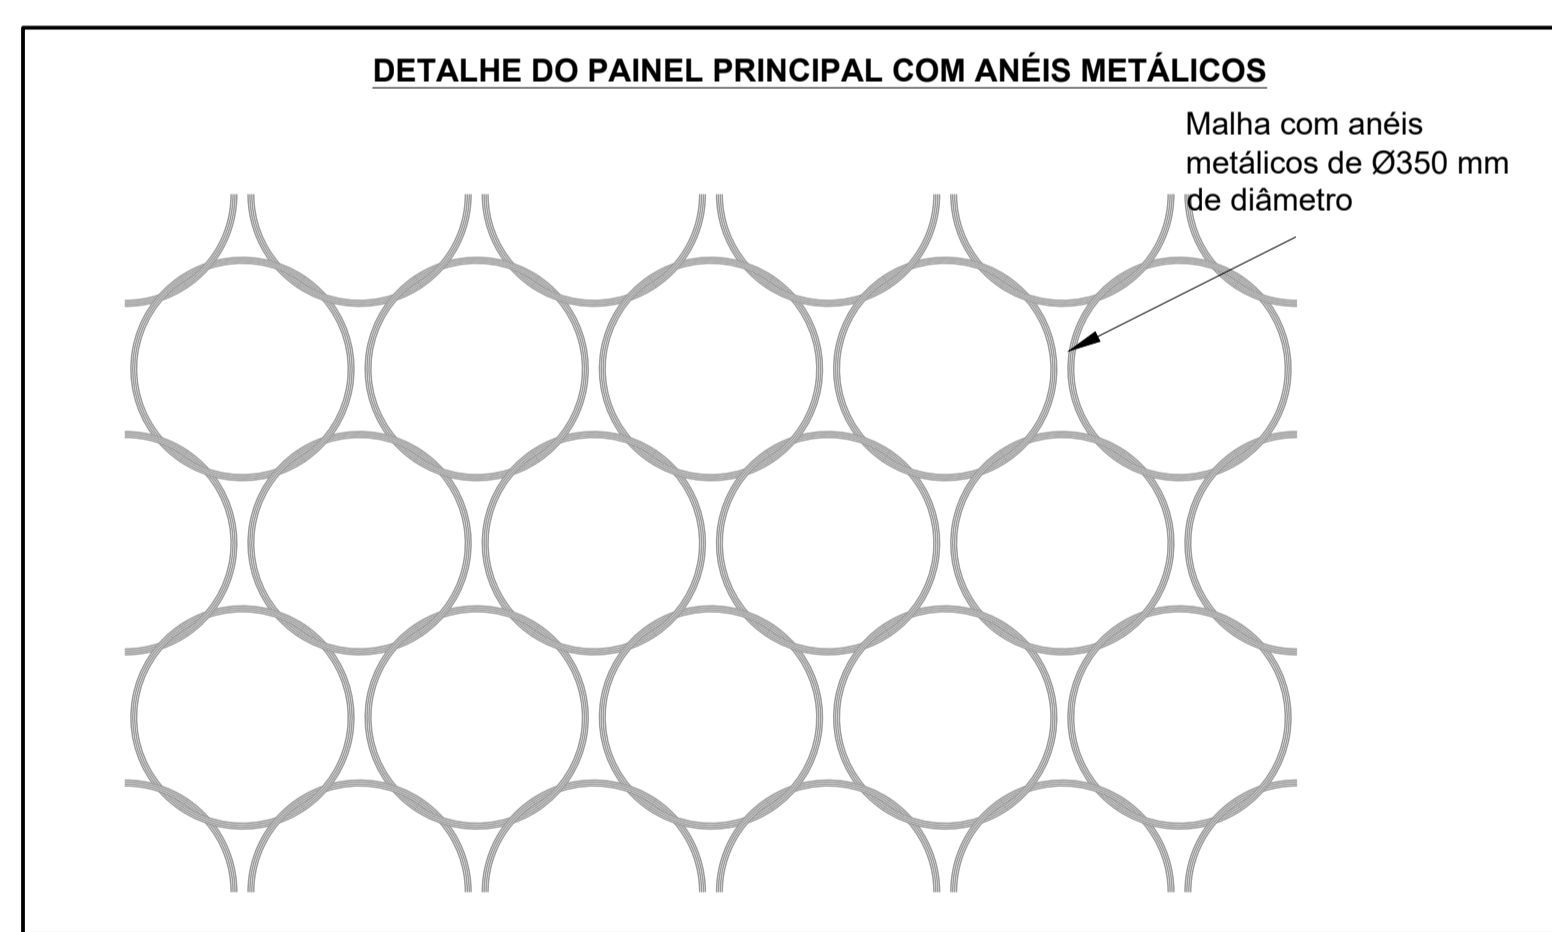 DETALHE DO PAINEL PRINCIPAL COM ANÉIS METÁLICOS
Malha com anéis
metálicos de Ø350 mm
de diâmetro